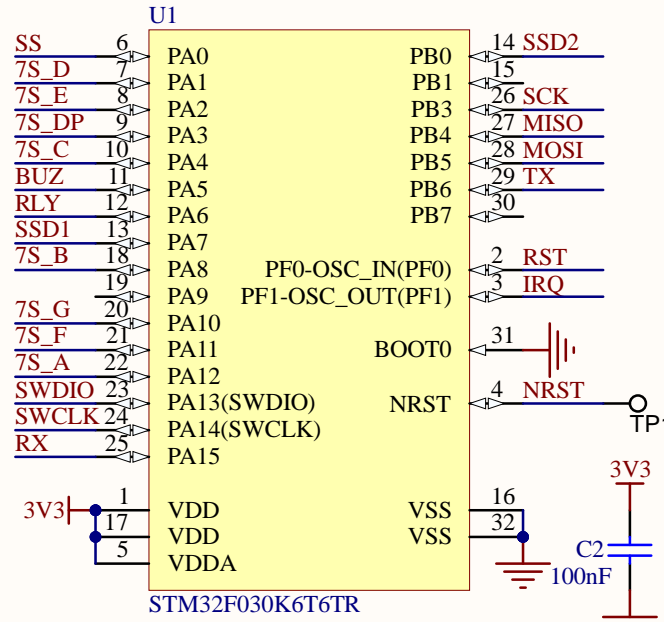 U1
SS 6 PA0 PB0 14 SSD2
7S_D 7 PA1 PB1 15
7S_E 8 PA2 PB3 26 SCK
7S_DP 9 PA3 PB4 27 MISO
7S_C 10 PA4 PB5 28 MOSI
BUZ 11 PA5 PB6 29 TX
RLY 12 PA6 PB7 30
SSD1 13 PA7
7S_B 18 PA8 PF0-OSC_IN(PF0) 2 RST
19 PA9 PF1-OSC_OUT(PF1) 3 IRQ
7S_G 20 PA10
7S_F 21 PA11 BOOT0 31
7S_A 22 PA12
SWDIO 23 PA13(SWDIO) NRST 4 NRST
SWCLK 24 PA14(SWCLK) TP1
RX 25 PA15
3V3 1 VDD VSS 16 3V3
17 VDD VSS 32
5 VDDA C2
100nF
STM32F030K6T6TR